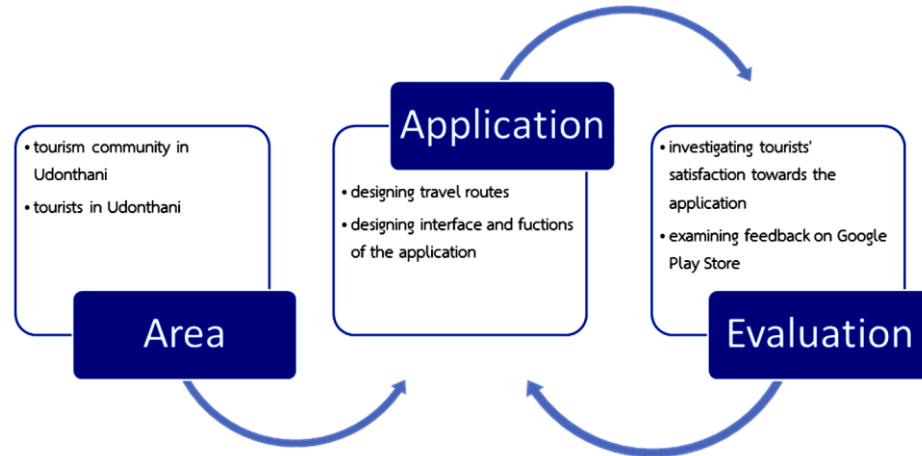 • tourism community in
Udonthani
• tourists in Udonthani
Area
Application
• designing travel routes
• designing interface and fuctions
of the application
• investigating tourists'
satisfaction towards the
application
• examining feedback on Google
Play Store
Evaluation